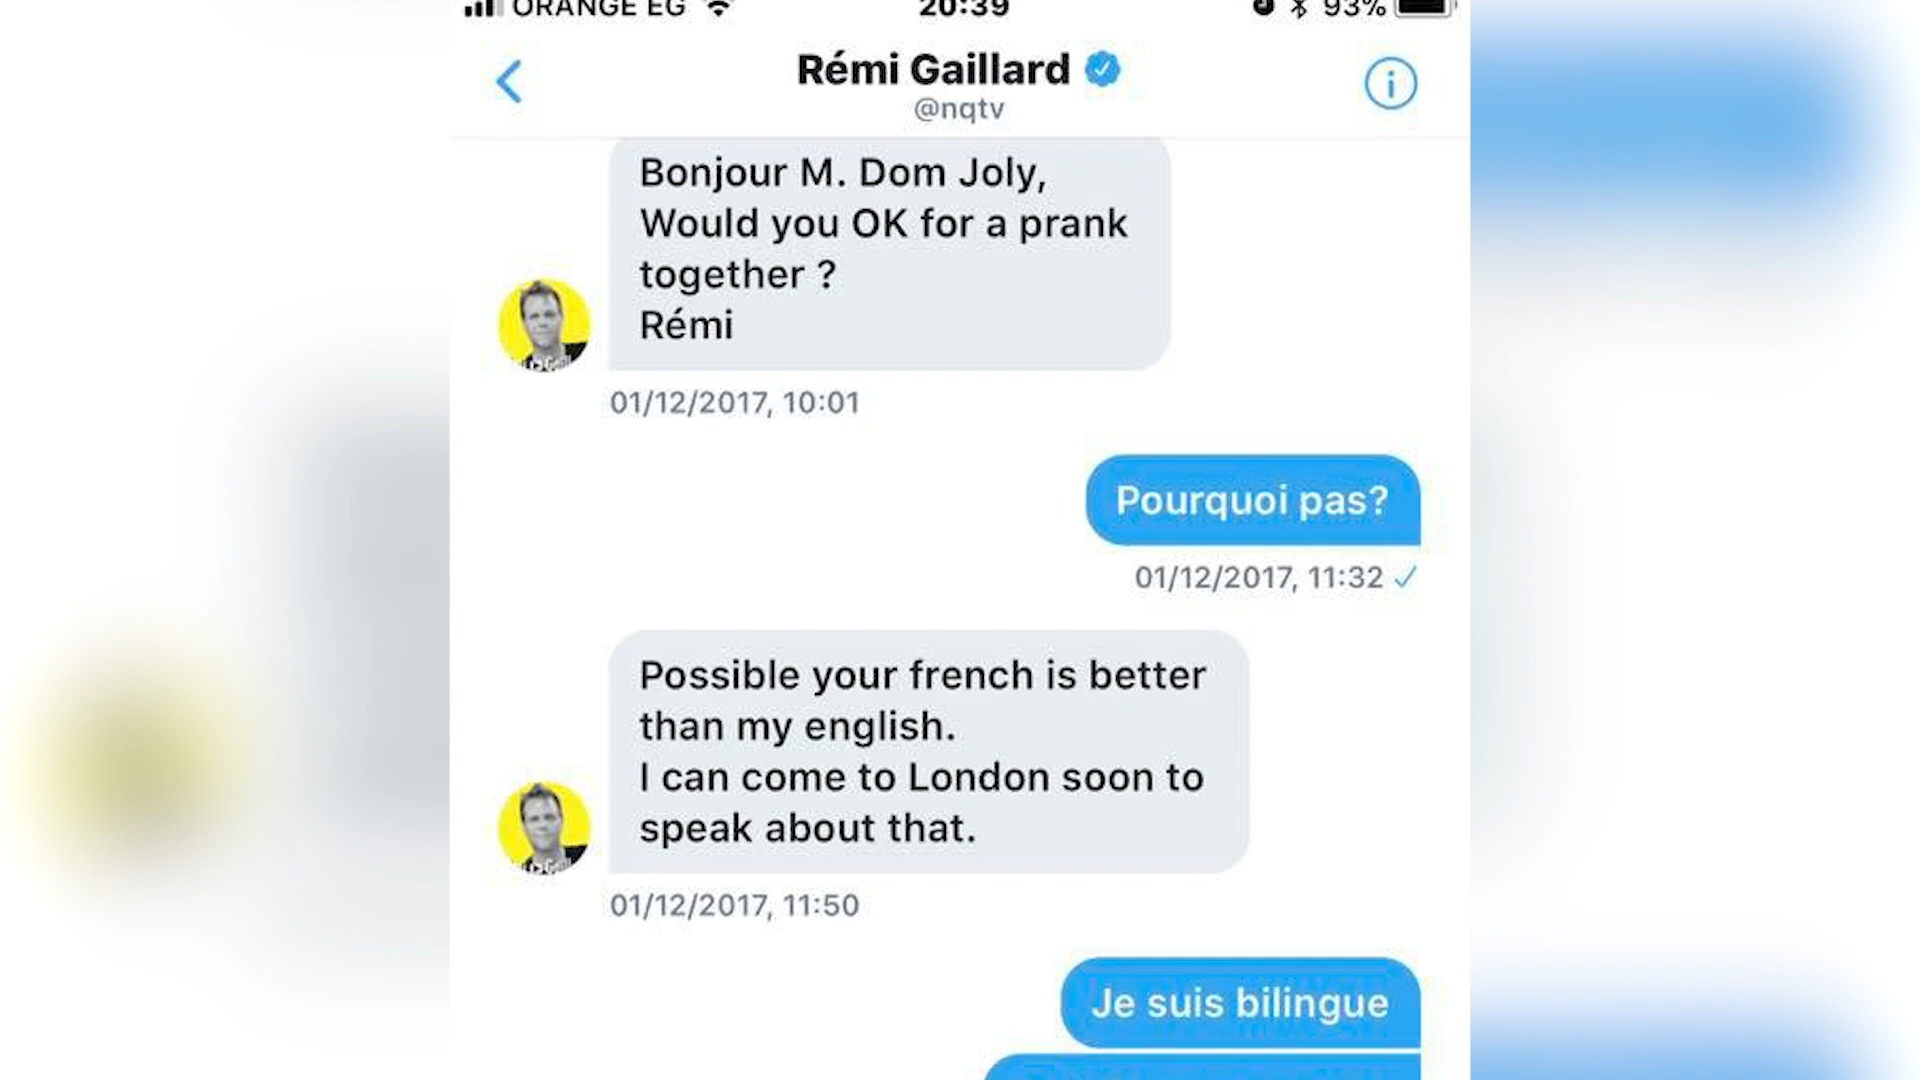 ORANGE EG 20:39 93%
Rémi Gaillard
@nqtv
Bonjour M. Dom Joly,
Would you OK for a prank
together ?
Rémi
01/12/2017, 10:01
Pourquoi pas?
01/12/2017, 11:32
Possible your french is better
than my english.
I can come to London soon to
speak about that.
01/12/2017, 11:50
Je suis bilingue